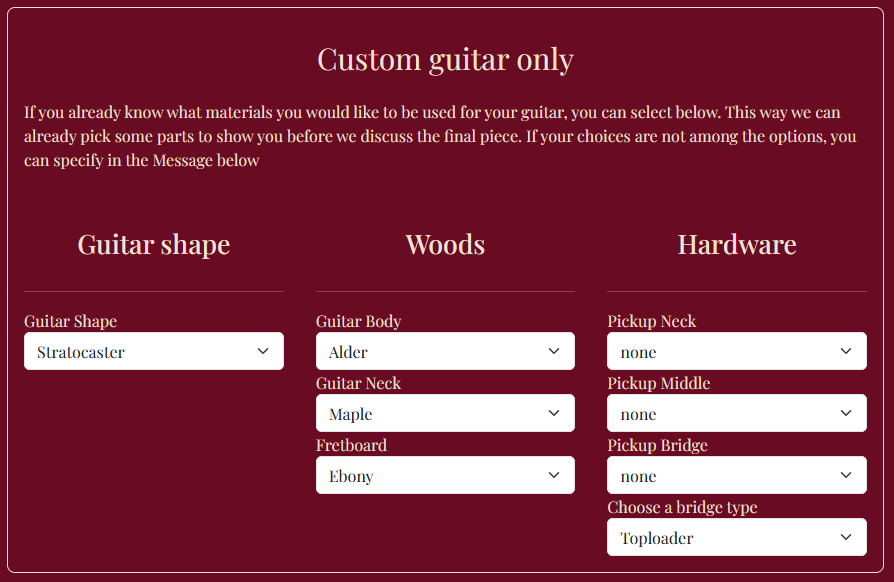 Custom guitar only
If you already know what materials you would like to be used for your guitar, you can select below. This way we can
already pick some parts to show you before we discuss the final piece. If your choices are not among the options, you
can specify in the Message below
Guitar shape
Guitar Shape
Stratocaster
Woods
Guitar Body
Alder
Guitar Neck
Maple
Fretboard
Ebony
Hardware
Pickup Neck
none
Pickup Middle
none
Pickup Bridge
none
Choose a bridge type
Toploader